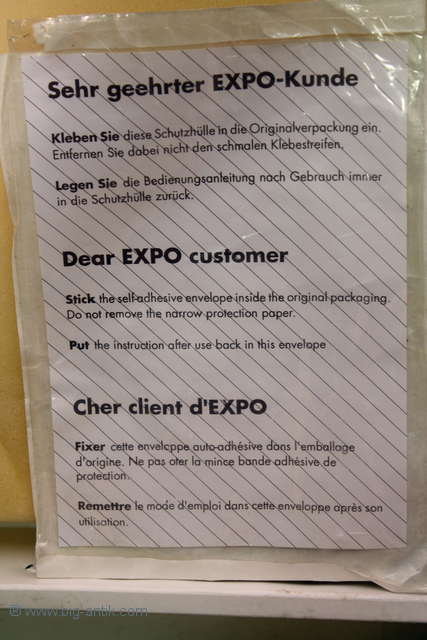 Sehr geehrter EXPO-Kunde
Kleben Sie diese Schutzhülle in die Originalverpackung ein.
Entfernen Sie dabei nicht den schmalen Klebestreifen.
Legen Sie die Bedienungsanleitung nach Gebrauch immer
in die Schutzhülle zurück.
Dear EXPO customer
Stick the self-adhesive envelope inside the original packaging.
Do not remove the narrow protection paper.
Put the instruction after use back in this envelope
Cher client d'EXPO
Fixer cette enveloppe auto-adhésive dans l'emballage
d'origine. Ne pas oter la mince bande adhésive de
protection.
Remettre le mode d'emploi dans cette enveloppe après son
utilisation.
© www.big-antik.com